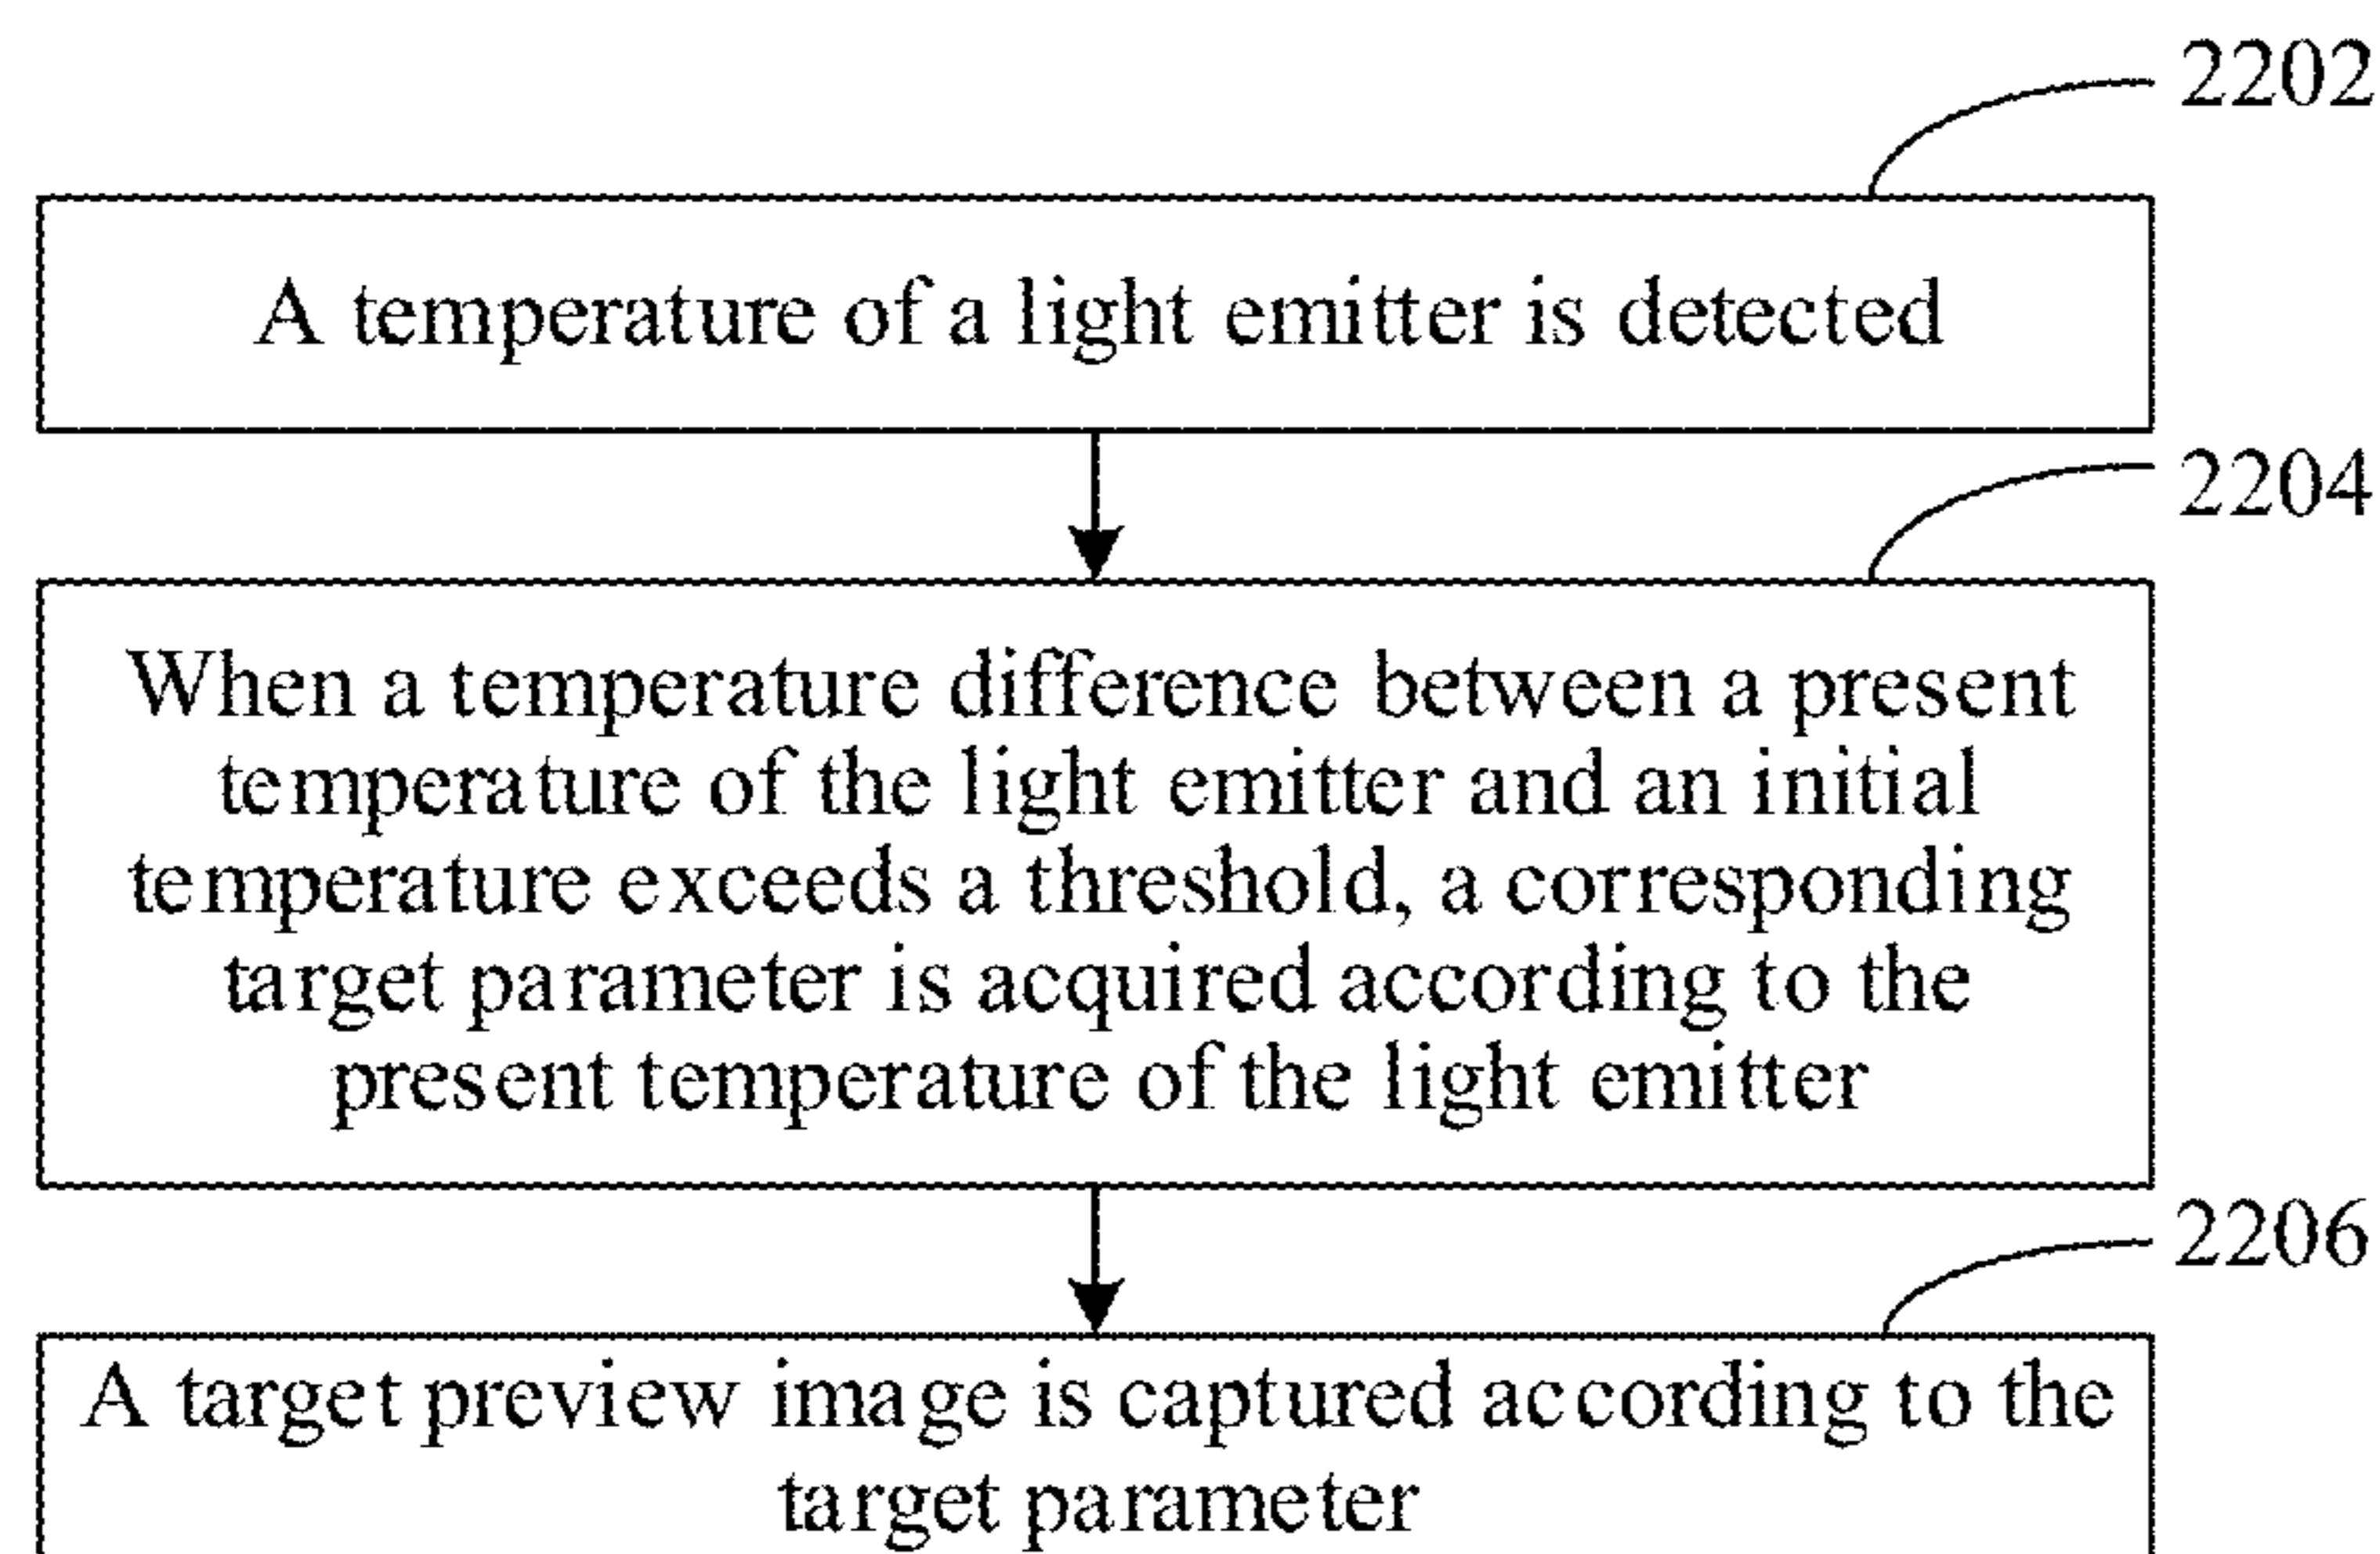 2202
A temperature of a light emitter is detected
2204
When a temperature difference between a present
temperature of the light emitter and an initial
temperature exceeds a threshold, a corresponding
target parameter is acquired according to the
present temperature of the light emitter
2206
A target preview image is captured according to the
target parameter